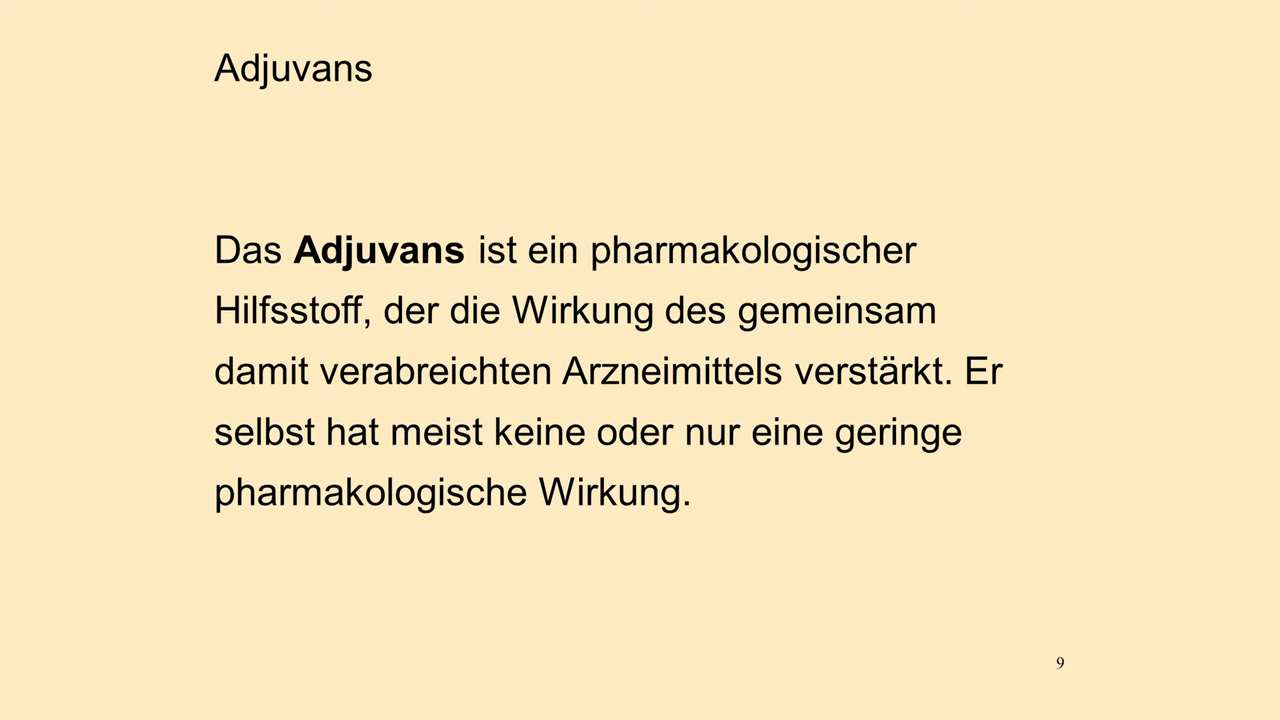 Adjuvans
Das Adjuvans ist ein pharmakologischer
Hilfsstoff, der die Wirkung des gemeinsam
damit verabreichten Arzneimittels verstärkt. Er
selbst hat meist keine oder nur eine geringe
pharmakologische Wirkung.
9